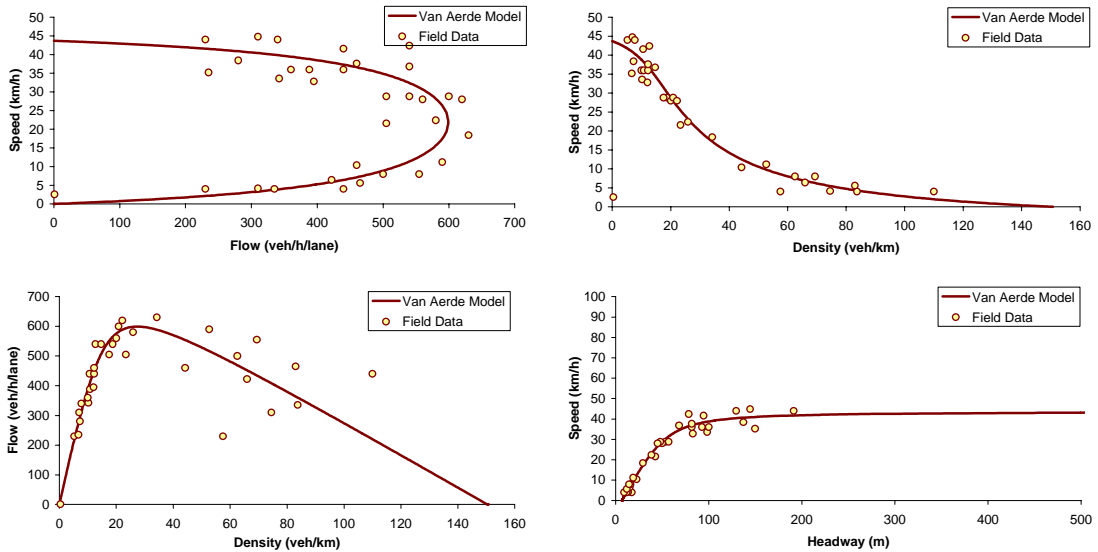 50
45
40
35
30
25
20
15
10
5
0
Speed (km/h)
0 100 200 300 400 500 600 700
Flow (veh/h/lane)
Van Aerde Model
Field Data
50
45
40
35
30
25
20
15
10
5
0
Speed (km/h)
0 20 40 60 80 100 120 140 160
Density (veh/km)
Van Aerde Model
Field Data
700
600
500
400
300
200
100
0
Flow (veh/h/lane)
0 20 40 60 80 100 120 140 160
Density (veh/km)
Van Aerde Model
Field Data
100
90
80
70
60
50
40
30
20
10
0
Speed (km/h)
0 100 200 300 400 500
Headway (m)
Van Aerde Model
Field Data